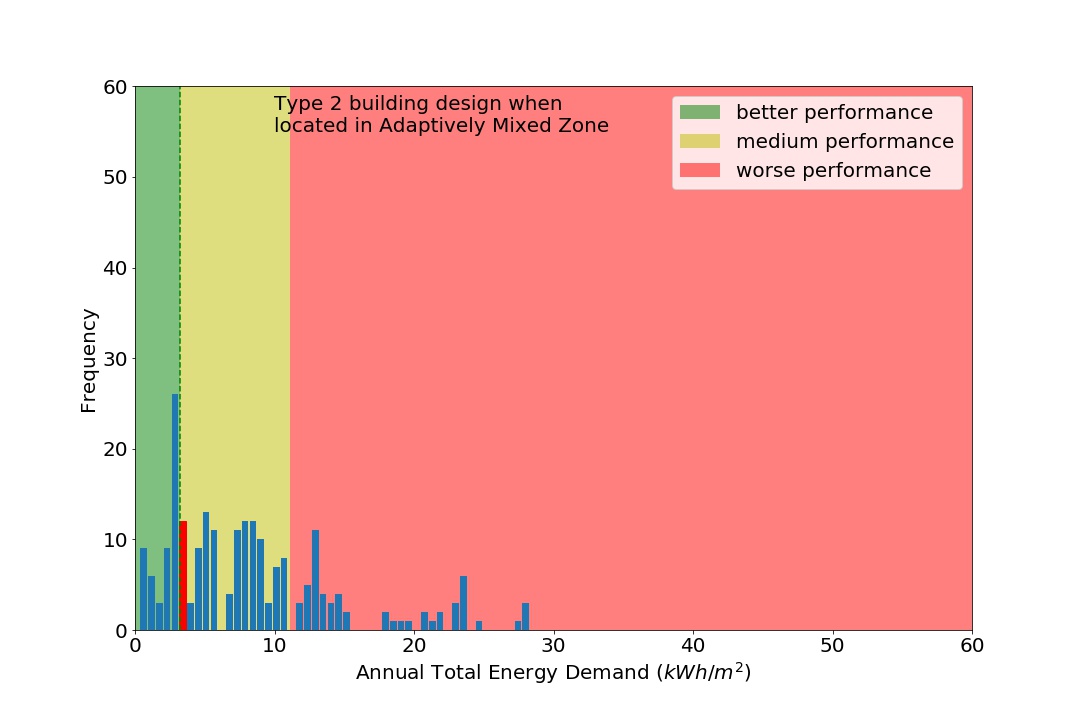 Type 2 building design when
located in Adaptively Mixed Zone
better performance
medium performance
worse performance
60
50
40
30
20
10
0
Frequency
0 10 20 30 40 50 60
Annual Total Energy Demand (kWh/m²)